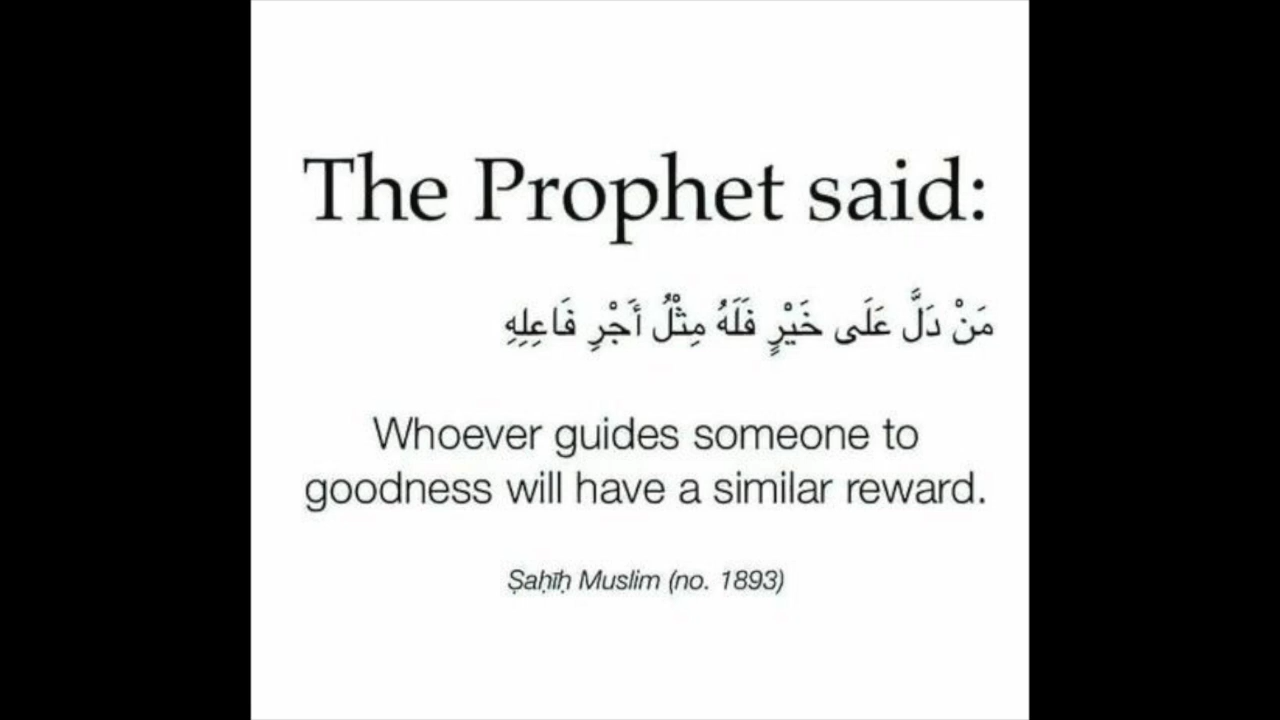 The Prophet said:
مَنْ دَلَّ عَلَى خَيْرٍ فَلَهُ مِثْلُ أَجْرِ فَاعِلِهِ
Whoever guides someone to
goodness will have a similar reward.
Ṣaḥīḥ Muslim (no. 1893)